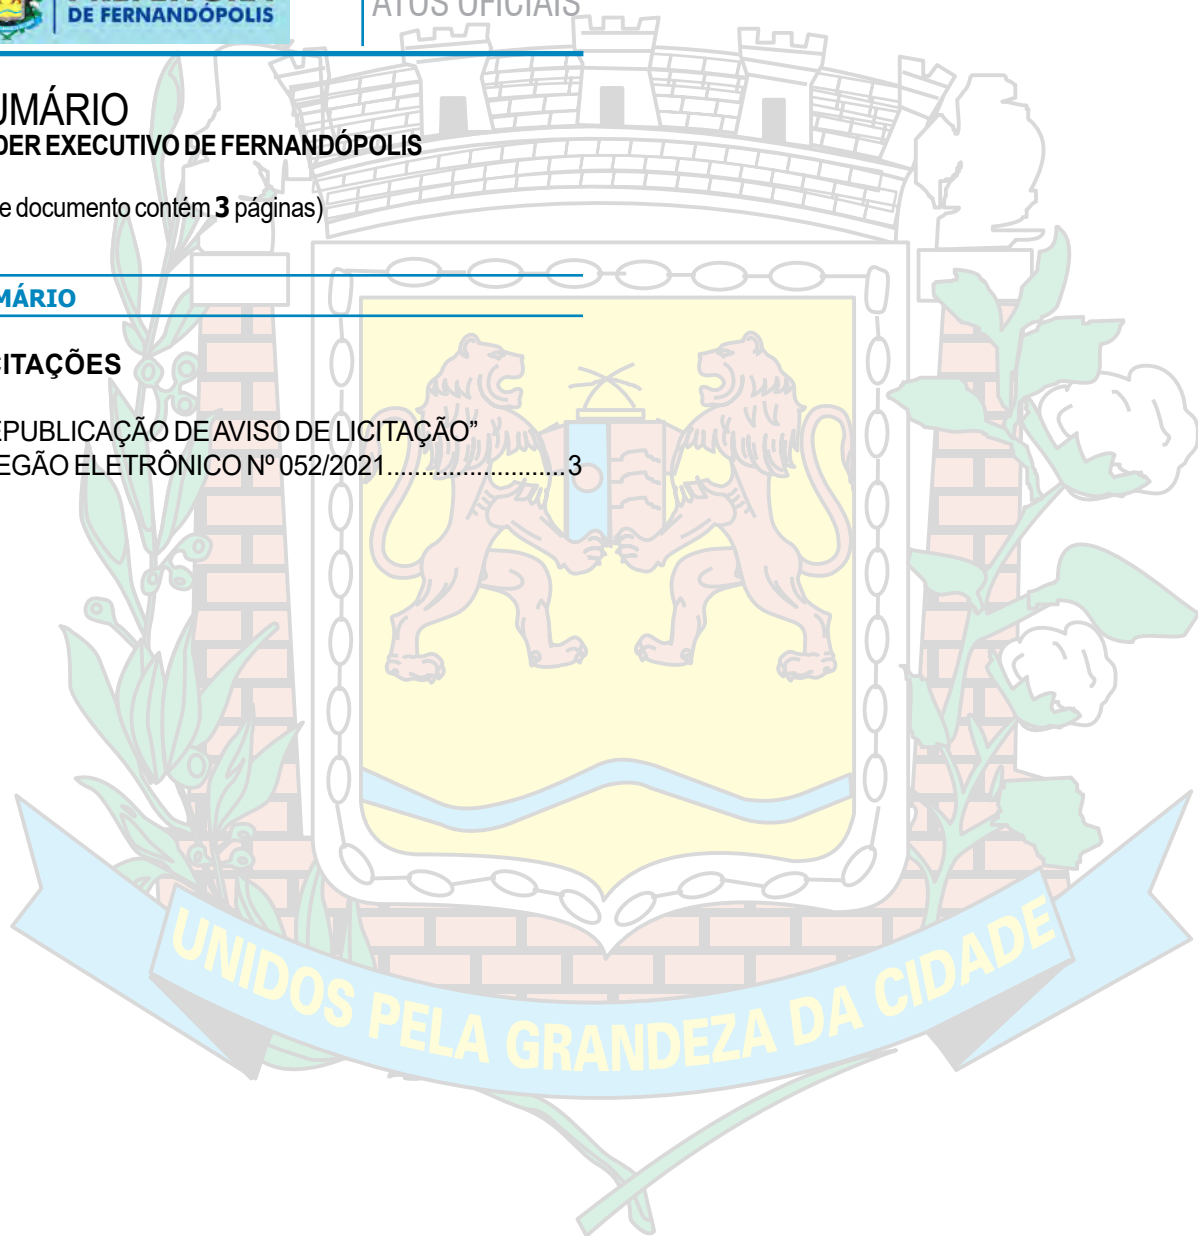 DE FERNANDÓPOLIS
ATOS OFICIAIS
UMÁRIO
DER EXECUTIVO DE FERNANDÓPOLIS
e documento contém 3 páginas)
MÁRIO
CITAÇÕES
EPUBLICAÇÃO DE AVISO DE LICITAÇÃO”
EGÃO ELETRÔNICO Nº 052/2021..........................3
UNIDOS PELA GRANDEZA DA CIDADE